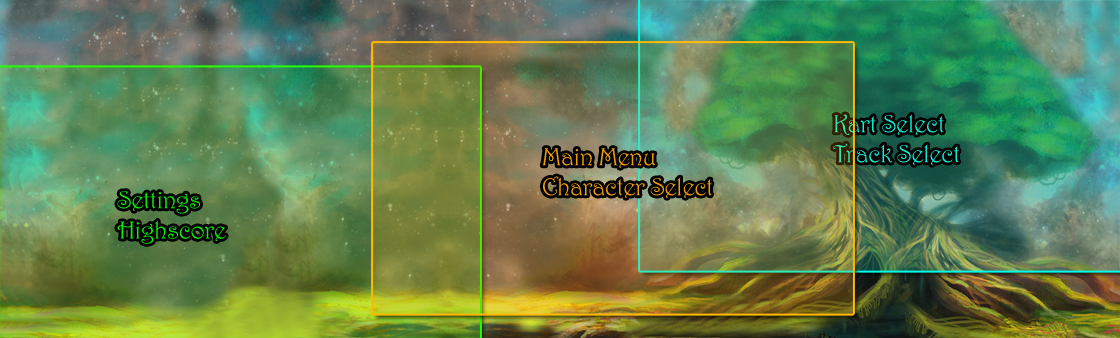 Settings
Highscore
Main Menu
Character Select
Kart Select
Track Select